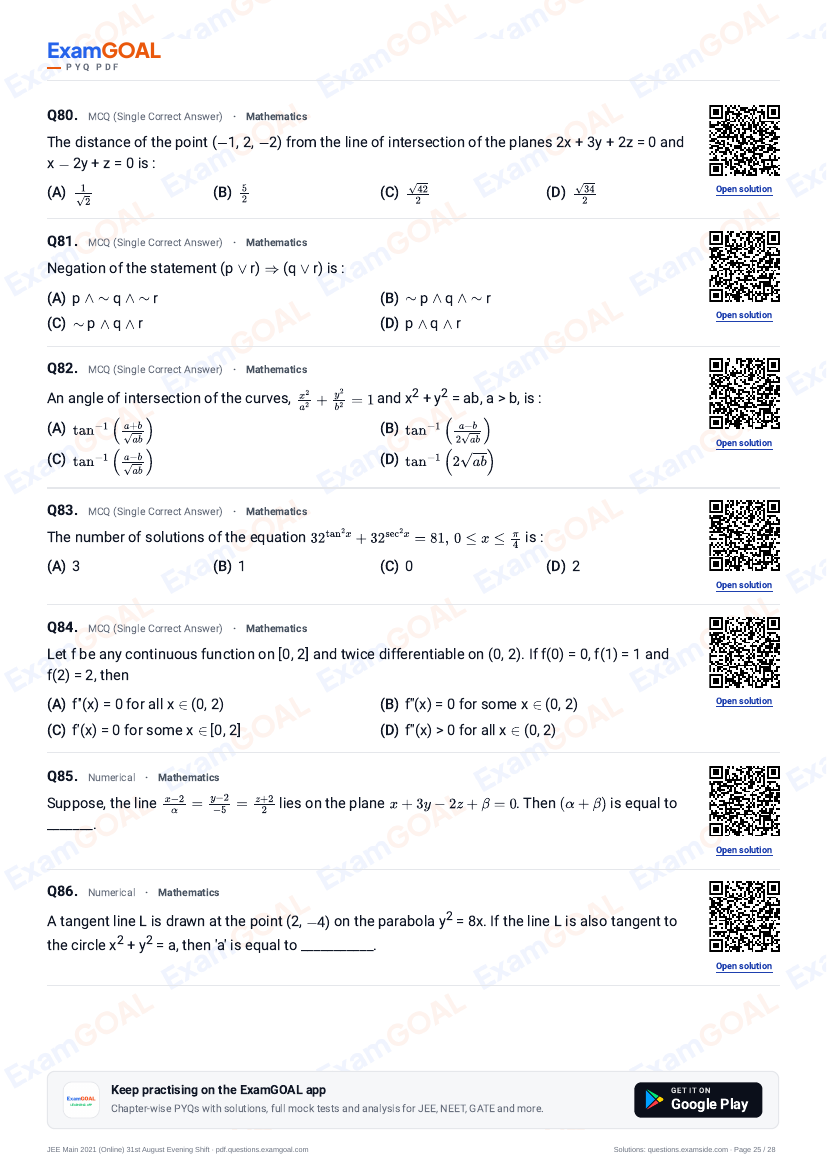 ExamGOAL
PYQ PDF
Q80. MCQ (Single Correct Answer) · Mathematics
The distance of the point (−1, 2, −2) from the line of intersection of the planes 2x + 3y + 2z = 0 and
x − 2y + z = 0 is :
(A) 1/√2 (B) 5/2 (C) √42/2 (D) √34/2
Open solution
Q81. MCQ (Single Correct Answer) · Mathematics
Negation of the statement (p ∨ r) ⇒ (q ∨ r) is :
(A) p ∧ ~ q ∧ ~ r (B) ~ p ∧ q ∧ ~ r
(C) ~ p ∧ q ∧ r (D) p ∧ q ∧ r
Open solution
Q82. MCQ (Single Correct Answer) · Mathematics
An angle of intersection of the curves, x²/a² + y²/b² = 1 and x² + y² = ab, a > b, is :
(A) tan⁻¹ ((a+b)/√ab) (B) tan⁻¹ ((a−b)/2√ab)
(C) tan⁻¹ ((a−b)/√ab) (D) tan⁻¹ (2√ab)
Open solution
Q83. MCQ (Single Correct Answer) · Mathematics
The number of solutions of the equation 32^(tan²x) + 32^(sec²x) = 81, 0 ≤ x ≤ π/4 is :
(A) 3 (B) 1 (C) 0 (D) 2
Open solution
Q84. MCQ (Single Correct Answer) · Mathematics
Let f be any continuous function on [0, 2] and twice differentiable on (0, 2). If f(0) = 0, f(1) = 1 and
f(2) = 2, then
(A) f''(x) = 0 for all x ∈ (0, 2) (B) f''(x) = 0 for some x ∈ (0, 2)
(C) f'(x) = 0 for some x ∈ [0, 2] (D) f''(x) > 0 for all x ∈ (0, 2)
Open solution
Q85. Numerical · Mathematics
Suppose, the line (x−2)/α = (y−2)/−5 = (z+2)/2 lies on the plane x + 3y − 2z + β = 0. Then (α + β) is equal to
_______.
Open solution
Q86. Numerical · Mathematics
A tangent line L is drawn at the point (2, −4) on the parabola y² = 8x. If the line L is also tangent to
the circle x² + y² = a, then 'a' is equal to ___________.
Open solution
ExamGOAL
Keep practising on the ExamGOAL app
Chapter-wise PYQs with solutions, full mock tests and analysis for JEE, NEET, GATE and more.
GET IT ON
Google Play
JEE Main 2021 (Online) 31st August Evening Shift · pdf.questions.examgoal.com Solutions: questions.examside.com · Page 25 / 28